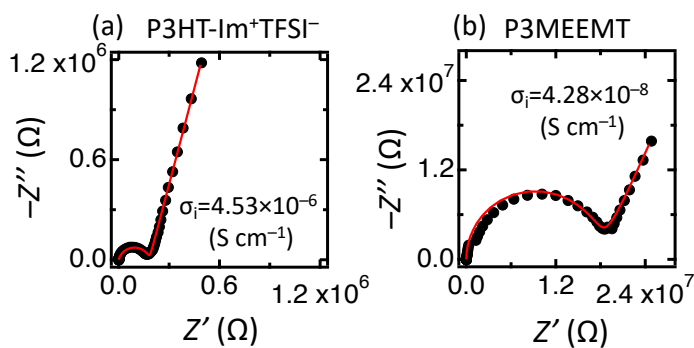 (a) P3HT-Im⁺TFSI⁻
1.2 x10⁶
0.6
0.0
–Z″ (Ω)
σᵢ=4.53×10⁻⁶
(S cm⁻¹)
0.0 0.6 1.2 x10⁶
Z′ (Ω)
(b) P3MEEMT
2.4 x10⁷
1.2
0.0
–Z″ (Ω)
σᵢ=4.28×10⁻⁸
(S cm⁻¹)
0.0 1.2 2.4 x10⁷
Z′ (Ω)